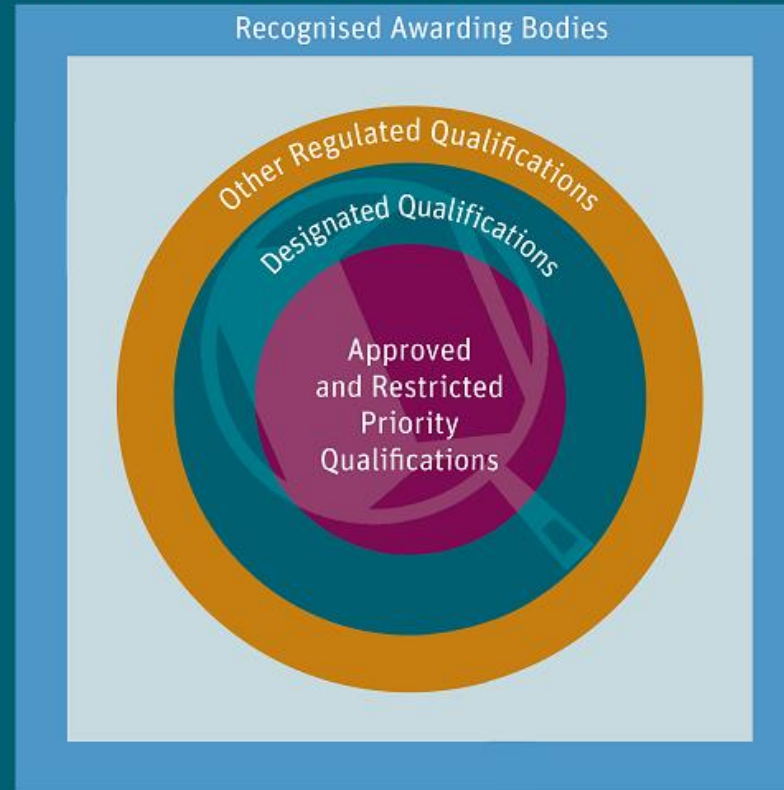 Recognised Awarding Bodies
Other Regulated Qualifications
Designated Qualifications
Approved
and Restricted
Priority
Qualifications